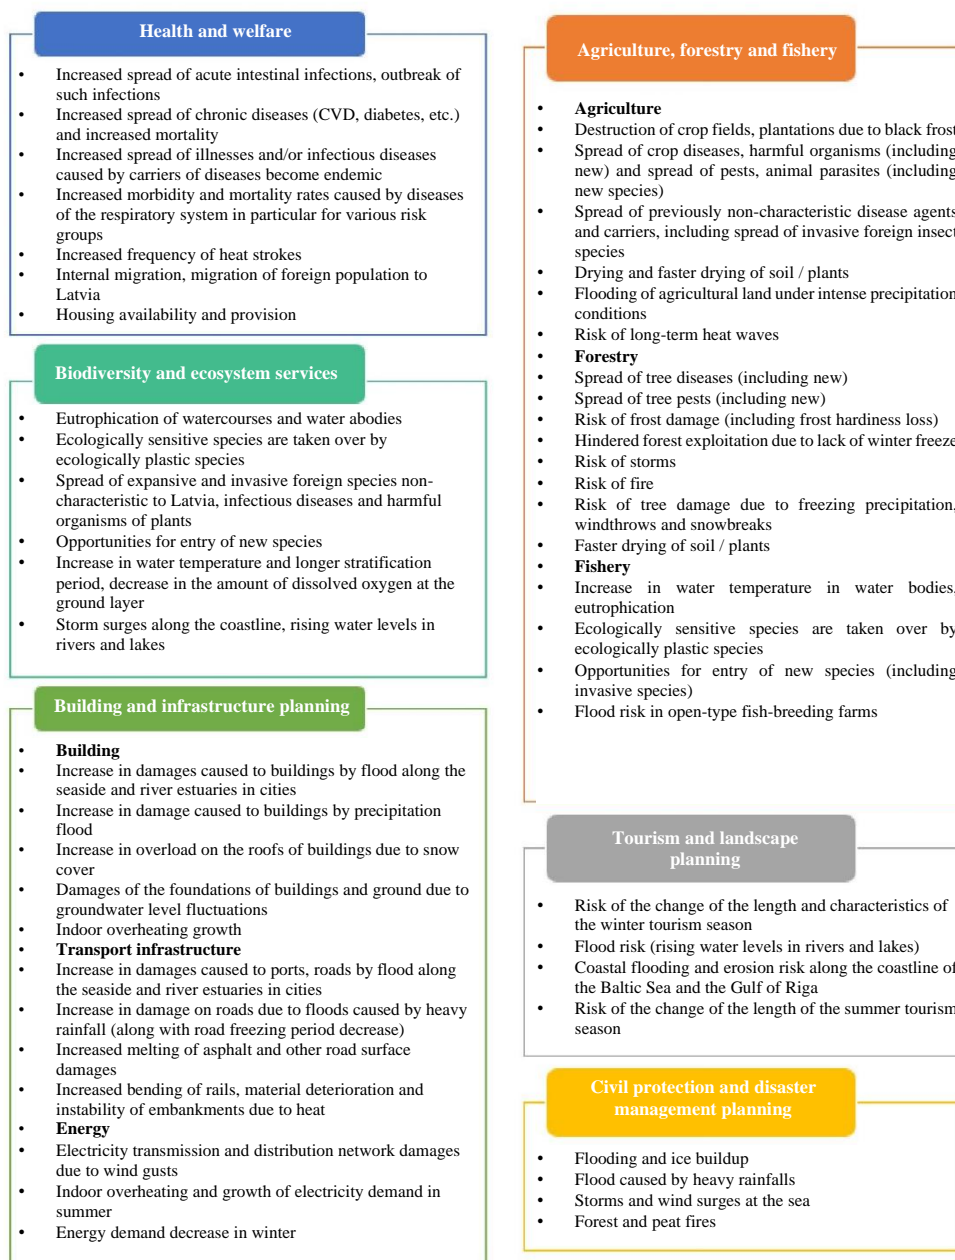 Health and welfare
• Increased spread of acute intestinal infections, outbreak of
such infections
• Increased spread of chronic diseases (CVD, diabetes, etc.)
and increased mortality
• Increased spread of illnesses and/or infectious diseases
caused by carriers of diseases become endemic
• Increased morbidity and mortality rates caused by diseases
of the respiratory system in particular for various risk
groups
• Increased frequency of heat strokes
• Internal migration, migration of foreign population to
Latvia
• Housing availability and provision
Biodiversity and ecosystem services
• Eutrophication of watercourses and water abodies
• Ecologically sensitive species are taken over by
ecologically plastic species
• Spread of expansive and invasive foreign species non-
characteristic to Latvia, infectious diseases and harmful
organisms of plants
• Opportunities for entry of new species
• Increase in water temperature and longer stratification
period, decrease in the amount of dissolved oxygen at the
ground layer
• Storm surges along the coastline, rising water levels in
rivers and lakes
Building and infrastructure planning
• Building
• Increase in damages caused to buildings by flood along the
seaside and river estuaries in cities
• Increase in damage caused to buildings by precipitation
flood
• Increase in overload on the roofs of buildings due to snow
cover
• Damages of the foundations of buildings and ground due to
groundwater level fluctuations
• Indoor overheating growth
• Transport infrastructure
• Increase in damages caused to ports, roads by flood along
the seaside and river estuaries in cities
• Increase in damage on roads due to floods caused by heavy
rainfall (along with road freezing period decrease)
• Increased melting of asphalt and other road surface
damages
• Increased bending of rails, material deterioration and
instability of embankments due to heat
• Energy
• Electricity transmission and distribution network damages
due to wind gusts
• Indoor overheating and growth of electricity demand in
summer
• Energy demand decrease in winter
Agriculture, forestry and fishery
• Agriculture
• Destruction of crop fields, plantations due to black frost
• Spread of crop diseases, harmful organisms (including
new) and spread of pests, animal parasites (including
new species)
• Spread of previously non-characteristic disease agents
and carriers, including spread of invasive foreign insect
species
• Drying and faster drying of soil / plants
• Flooding of agricultural land under intense precipitation
conditions
• Risk of long-term heat waves
• Forestry
• Spread of tree diseases (including new)
• Spread of tree pests (including new)
• Risk of frost damage (including frost hardiness loss)
• Hindered forest exploitation due to lack of winter freeze
• Risk of storms
• Risk of fire
• Risk of tree damage due to freezing precipitation,
windthrows and snowbreaks
• Faster drying of soil / plants
• Fishery
• Increase in water temperature in water bodies,
eutrophication
• Ecologically sensitive species are taken over by
ecologically plastic species
• Opportunities for entry of new species (including
invasive species)
• Flood risk in open-type fish-breeding farms
Tourism and landscape
planning
• Risk of the change of the length and characteristics of
the winter tourism season
• Flood risk (rising water levels in rivers and lakes)
• Coastal flooding and erosion risk along the coastline of
the Baltic Sea and the Gulf of Riga
• Risk of the change of the length of the summer tourism
season
Civil protection and disaster
management planning
• Flooding and ice buildup
• Flood caused by heavy rainfalls
• Storms and wind surges at the sea
• Forest and peat fires